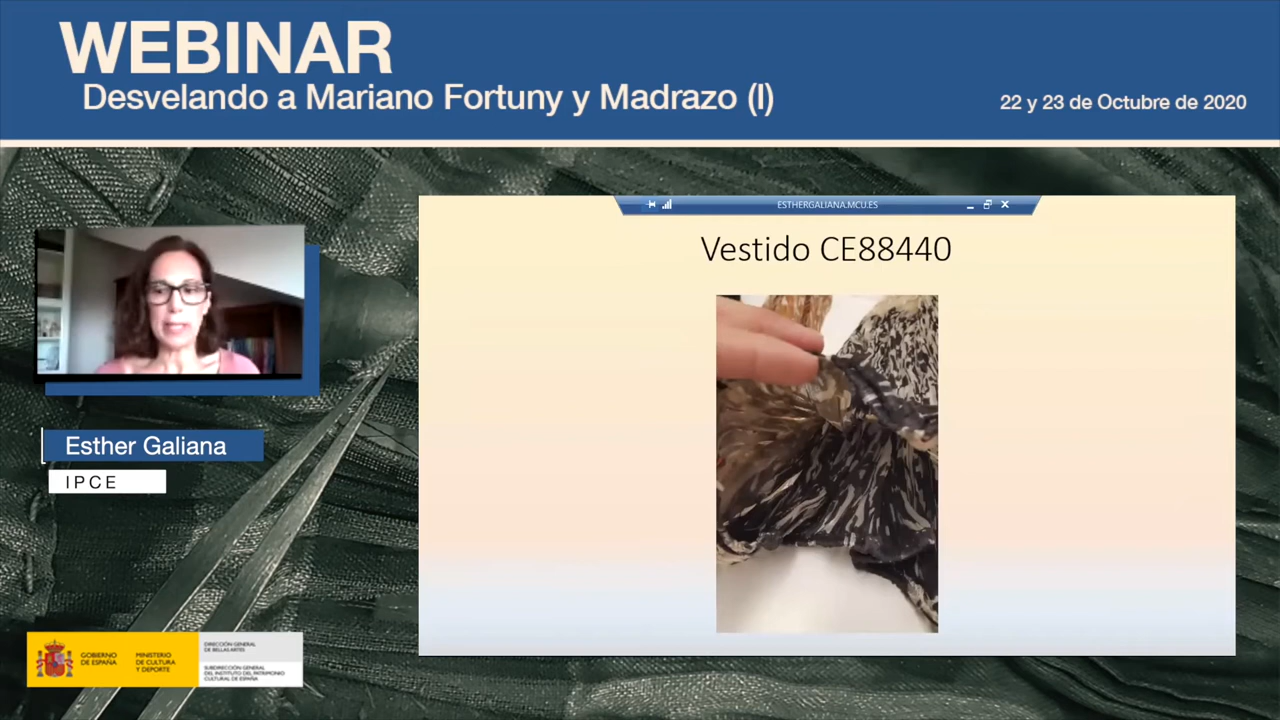 WEBINAR
Desvelando a Mariano Fortuny y Madrazo (I)
22 y 23 de Octubre de 2020
ESTHERGALIANA.MCU.ES
Vestido CE88440
Esther Galiana
IPCE
GOBIERNO
DE ESPAÑA
MINISTERIO
DE CULTURA
Y DEPORTE
DIRECCIÓN GENERAL
DE BELLAS ARTES
SUBDIRECCIÓN GENERAL
DEL INSTITUTO DEL PATRIMONIO
CULTURAL DE ESPAÑA